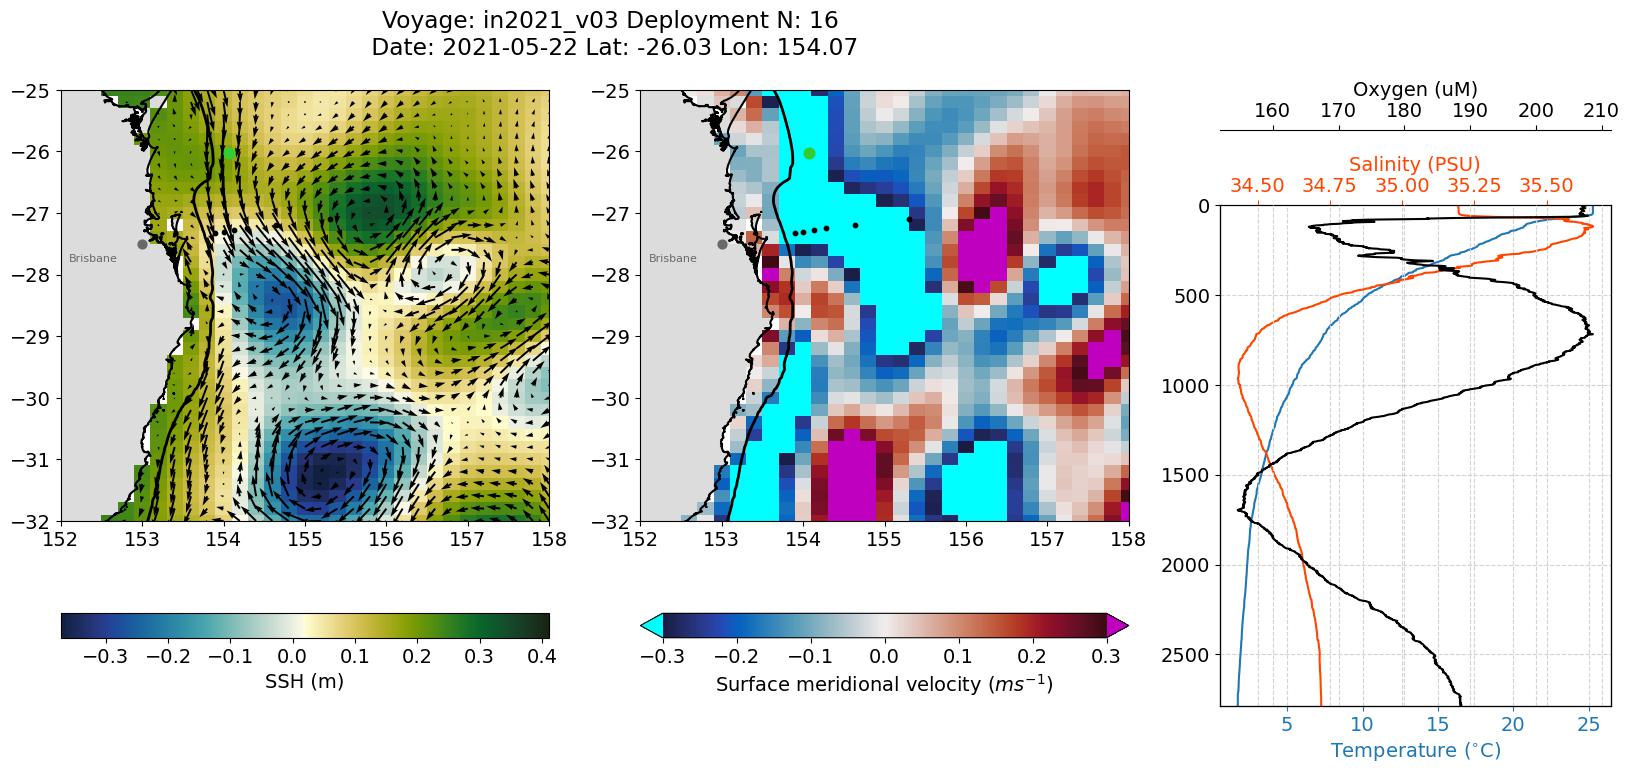 Voyage: in2021_v03 Deployment N: 16
Date: 2021-05-22 Lat: -26.03 Lon: 154.07
−25
−26
−27
−28
−29
−30
−31
−32
Brisbane
152 153 154 155 156 157 158
−0.3 −0.2 −0.1 0.0 0.1 0.2 0.3 0.4
SSH (m)
−25
−26
−27
−28
−29
−30
−31
−32
Brisbane
152 153 154 155 156 157 158
−0.3 −0.2 −0.1 0.0 0.1 0.2 0.3
Surface meridional velocity (ms⁻¹)
Oxygen (uM)
160 170 180 190 200 210
Salinity (PSU)
34.50 34.75 35.00 35.25 35.50
0
500
1000
1500
2000
2500
5 10 15 20 25
Temperature (°C)